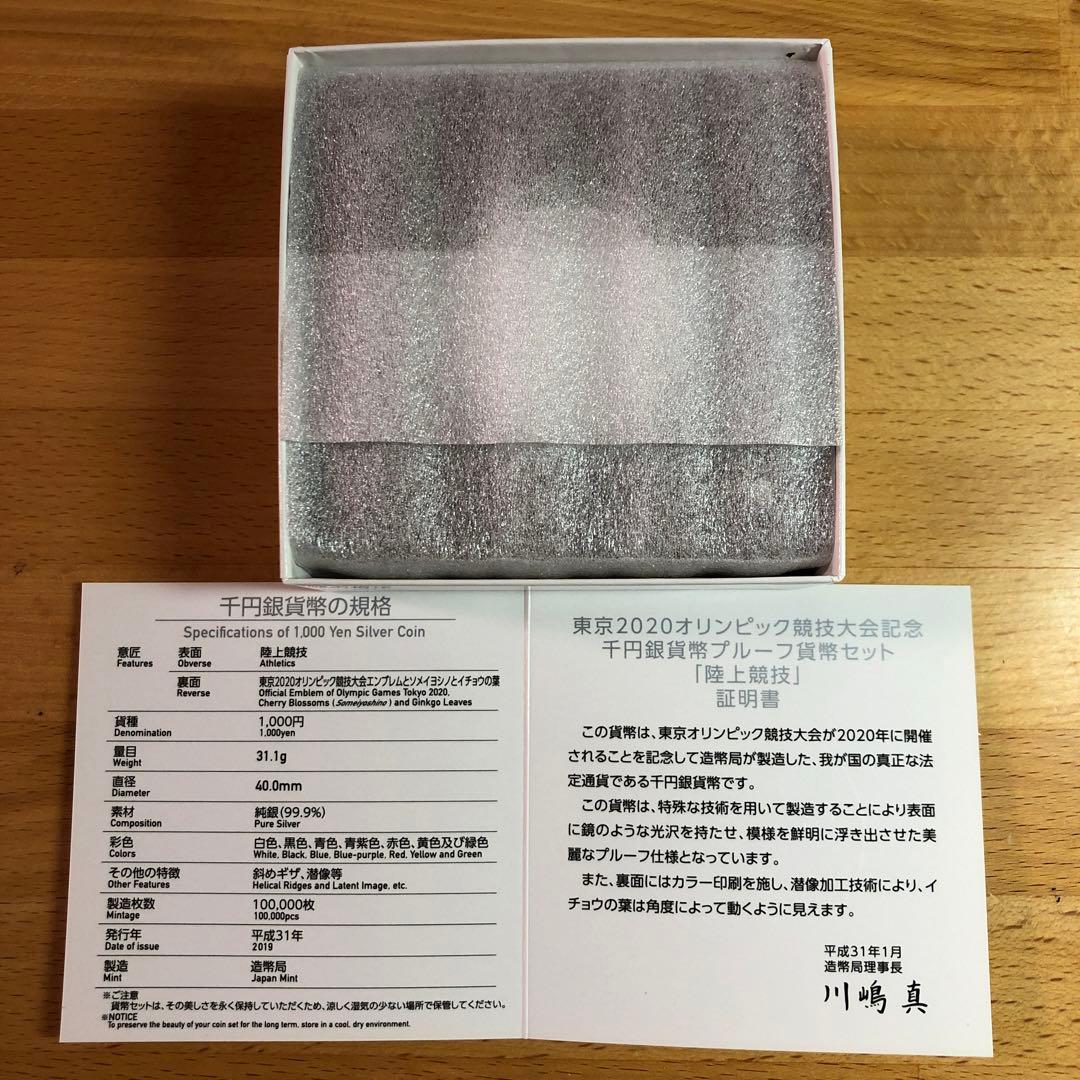 千円銀貨幣の規格
Specifications of 1,000 Yen Silver Coin
意匠 表面 陸上競技
Features Obverse Athletics
裏面 東京2020オリンピック競技大会エンブレムとソメイヨシノとイチョウの葉
Reverse Official Emblem of Olympic Games Tokyo 2020,
Cherry Blossoms (Someiyoshino) and Ginkgo Leaves
貨種 1,000円
Denomination 1,000yen
量目 31.1g
Weight
直径 40.0mm
Diameter
素材 純銀(99.9%)
Composition Pure Silver
彩色 白色、黒色、青色、青紫色、赤色、黄色及び緑色
Colors White, Black, Blue, Blue-purple, Red, Yellow and Green
その他の特徴 斜めギザ、潜像等
Other Features Helical Ridges and Latent Image, etc.
製造枚数 100,000枚
Mintage 100,000pcs
発行年 平成31年
Date of issue 2019
製造 造幣局
Mint Japan Mint
※ご注意
貨幣セットは、その美しさを永く保持していただくため、涼しく湿気の少ない場所で保管してください。
※NOTICE
To preserve the beauty of your coin set for the long term, store in a cool, dry environment.
東京2020オリンピック競技大会記念
千円銀貨幣プルーフ貨幣セット
「陸上競技」
証明書
この貨幣は、東京オリンピック競技大会が2020年に開催
されることを記念して造幣局が製造した、我が国の真正な法
定通貨である千円銀貨幣です。
この貨幣は、特殊な技術を用いて製造することにより表面
に鏡のような光沢を持たせ、模様を鮮明に浮き出させた美
麗なプルーフ仕様となっています。
また、裏面にはカラー印刷を施し、潜像加工技術により、イ
チョウの葉は角度によって動くように見えます。
平成31年1月
造幣局理事長
川嶋 真